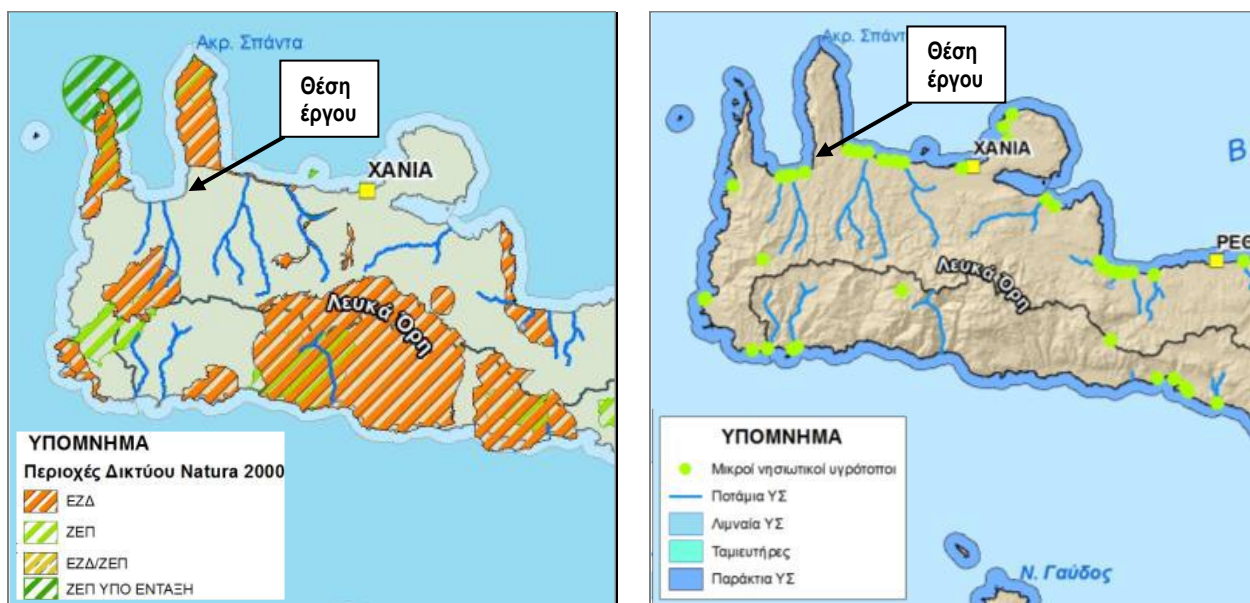 Ακρ. Σπάντα
Θέση
έργου
ΧΑΝΙΑ
Λευκά Όρη
ΥΠΟΜΝΗΜΑ
Περιοχές Δικτύου Natura 2000
ΕΖΔ
ΖΕΠ
ΕΖΔ/ΖΕΠ
ΖΕΠ ΥΠΟ ΕΝΤΑΞΗ
Ακρ. Σπάντ
Θέση
έργου
ΧΑΝΙΑ
Β
ΡΕΘ
Λευκά Όρη
ΥΠΟΜΝΗΜΑ
Μικροί νησιωτικοί υγρότοποι
Ποτάμια ΥΣ
Λιμναία ΥΣ
Ταμιευτήρες
Παράκτια ΥΣ
Ν. Γαύδος